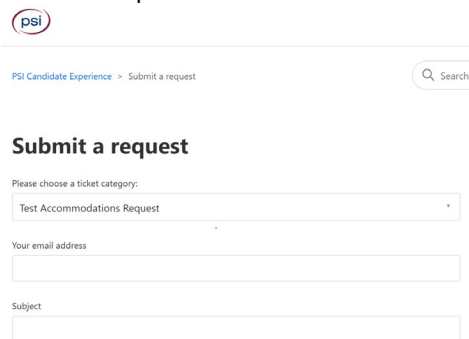 psi
PSI Candidate Experience > Submit a request
Search
Submit a request
Please choose a ticket category:
Test Accommodations Request
Your email address
Subject